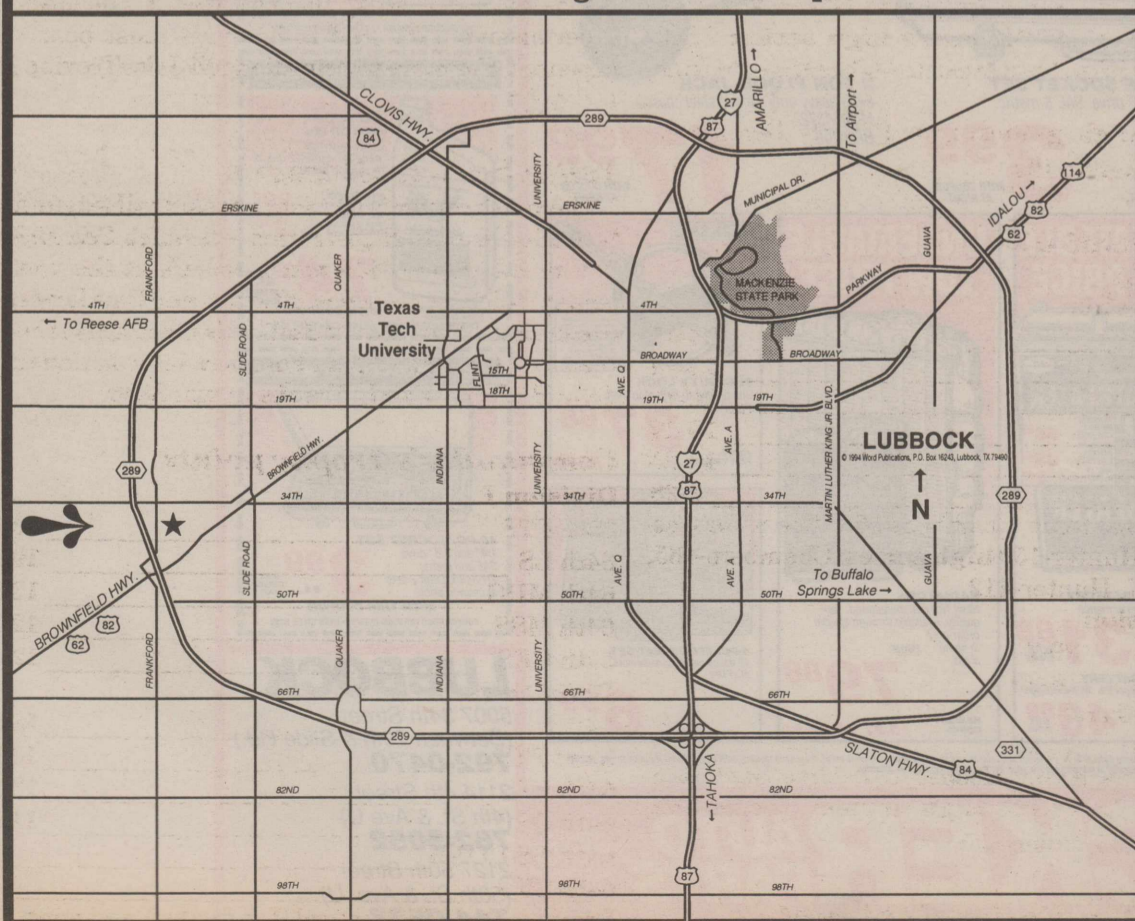 AMARILLO →
To Airport →
27
87
CLOVIS HWY.
84
289
114
IDALOU →
82
62
MUNICIPAL DR.
UNIVERSITY
ERSKINE
ERSKINE
FRANKFORD
QUAKER
GUAVA
MACKENZIE
STATE PARK
PARKWAY
4TH
4TH
4TH
← To Reese AFB
Texas
Tech
University
SLIDE ROAD
FLINT
15TH
18TH
BROADWAY
BROADWAY
AVE. Q
19TH
19TH
19TH
MARTIN LUTHER KING JR. BLVD.
AVE. A
BROWNFIELD HWY.
INDIANA
UNIVERSITY
LUBBOCK
© 1994 Word Publications, P.O. Box 16243, Lubbock, TX 79490
↑
N
289
27
87
289
34TH
34TH
34TH
SLIDE ROAD
AVE. Q
AVE. A
GUAVA
To Buffalo
Springs Lake →
BROWNFIELD HWY.
82
62
50TH
50TH
50TH
FRANKFORD
QUAKER
INDIANA
UNIVERSITY
66TH
66TH
66TH
289
SLATON HWY.
84
331
← TAHOKA
82ND
82ND
82ND
87
98TH
98TH
98TH